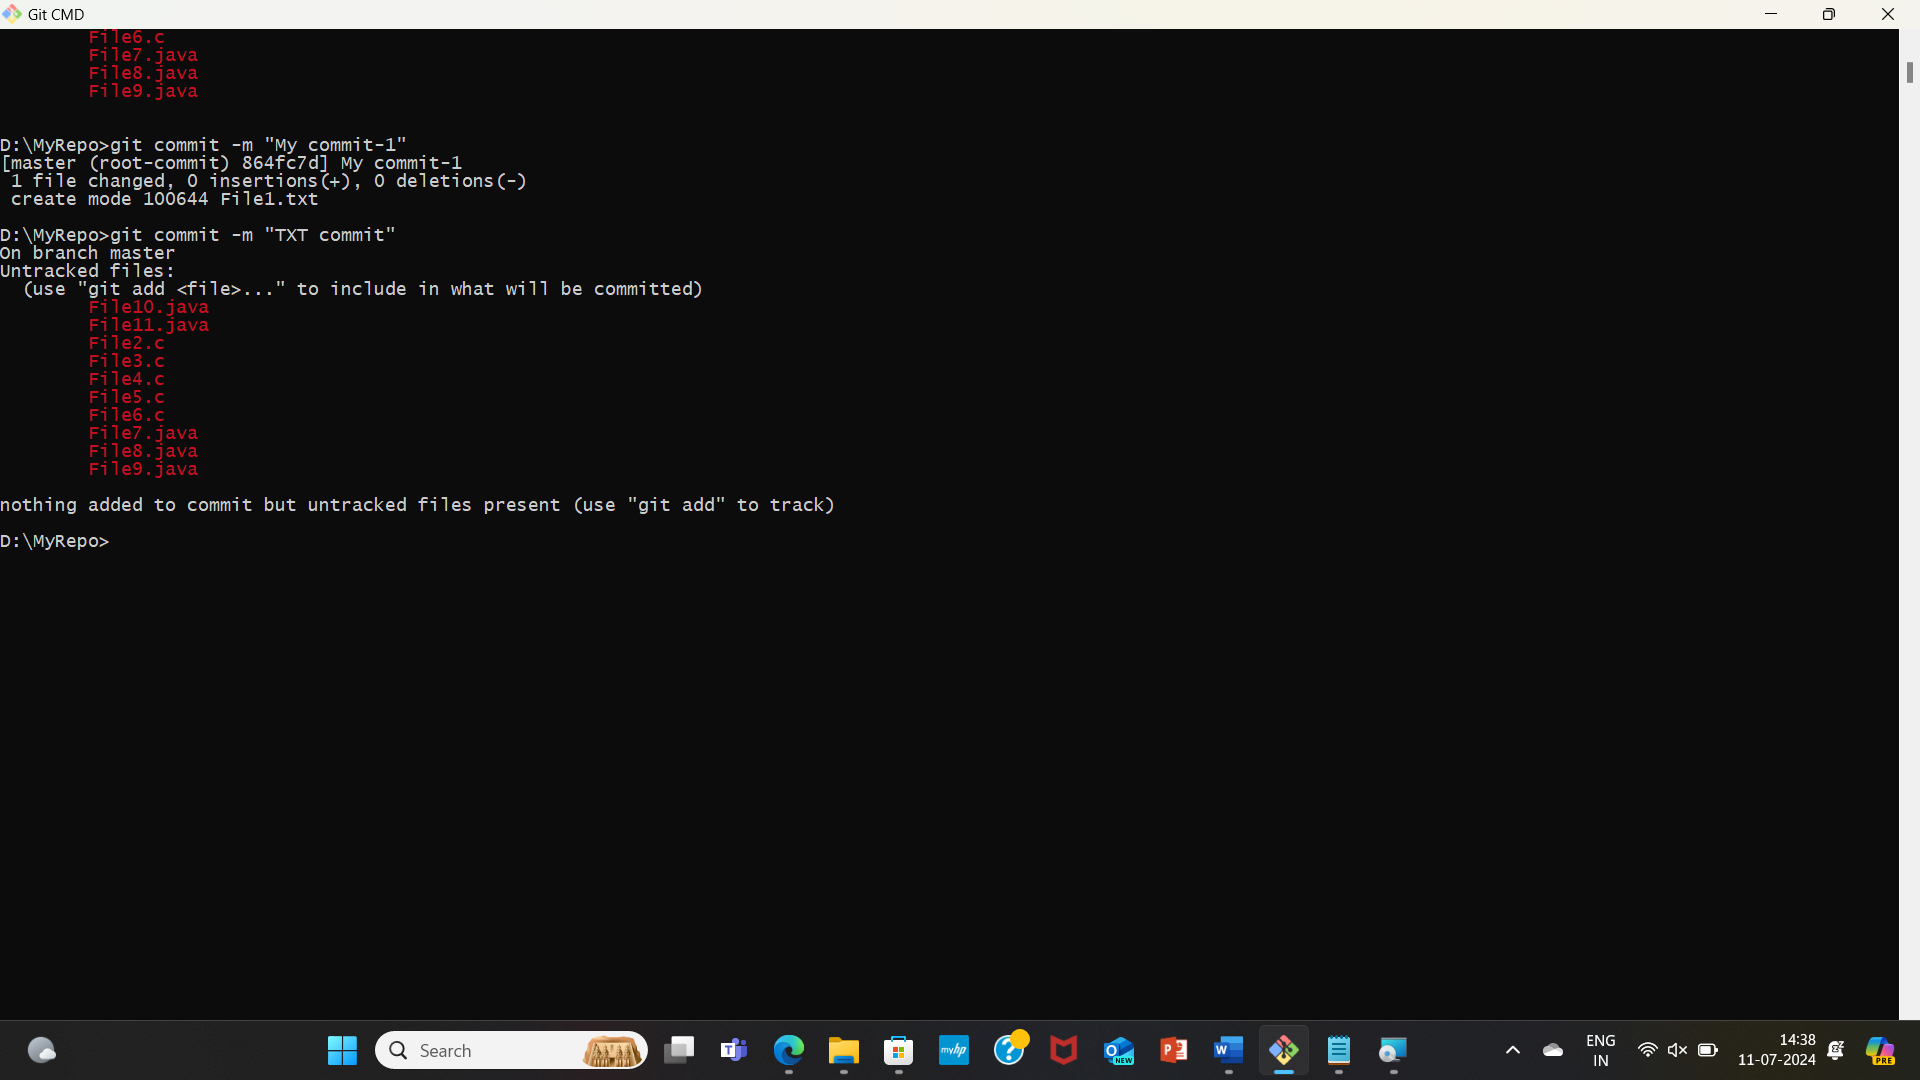 Git CMD
File6.c
File7.java
File8.java
File9.java
D:\MyRepo>git commit -m "My commit-1"
[master (root-commit) 864fc7d] My commit-1
1 file changed, 0 insertions(+), 0 deletions(-)
create mode 100644 File1.txt
D:\MyRepo>git commit -m "TXT commit"
On branch master
Untracked files:
(use "git add <file>..." to include in what will be committed)
File10.java
File11.java
File2.c
File3.c
File4.c
File5.c
File6.c
File7.java
File8.java
File9.java
nothing added to commit but untracked files present (use "git add" to track)
D:\MyRepo>
Search
myhp
NEW
ENG
IN
14:38
11-07-2024
PRE